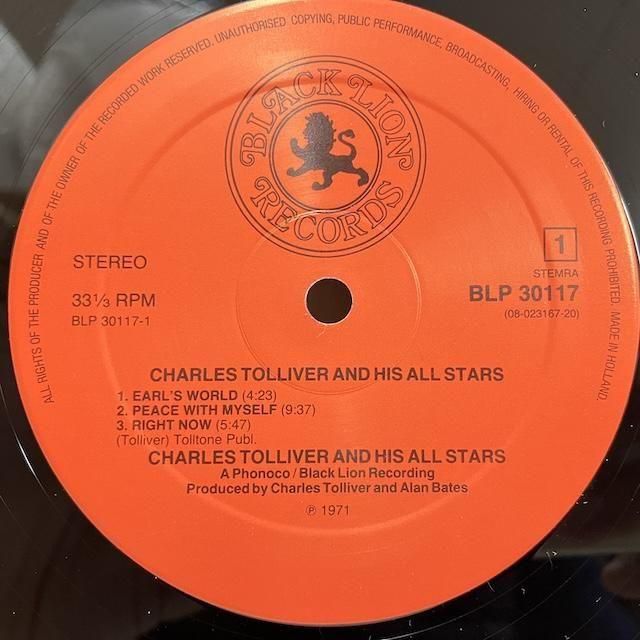 ALL RIGHTS OF THE PRODUCER AND OF THE OWNER OF THE RECORDED WORK RESERVED. UNAUTHORISED COPYING, PUBLIC PERFORMANCE, BROADCASTING, HIRING OR RENTAL OF THIS RECORDING PROHIBITED. MADE IN HOLLAND.
BLACK LION
RECORDS
STEREO
1
STEMRA
33⅓ RPM
BLP 30117
BLP 30117-1
(08-023167-20)
CHARLES TOLLIVER AND HIS ALL STARS
1. EARL'S WORLD (4:23)
2. PEACE WITH MYSELF (9:37)
3. RIGHT NOW (5:47)
(Tolliver) Tolltone Publ.
CHARLES TOLLIVER AND HIS ALL STARS
A Phonoco / Black Lion Recording
Produced by Charles Tolliver and Alan Bates
℗ 1971